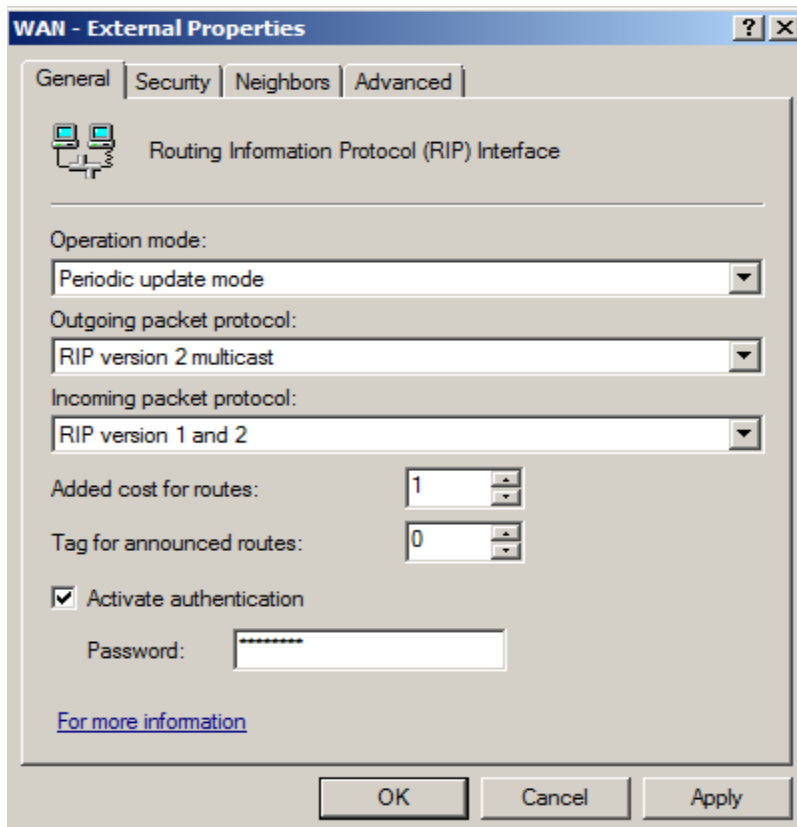 WAN - External Properties
General Security Neighbors Advanced
Routing Information Protocol (RIP) Interface
Operation mode:
Periodic update mode
Outgoing packet protocol:
RIP version 2 multicast
Incoming packet protocol:
RIP version 1 and 2
Added cost for routes: 1
Tag for announced routes: 0
Activate authentication
Password: ********
For more information
OK Cancel Apply